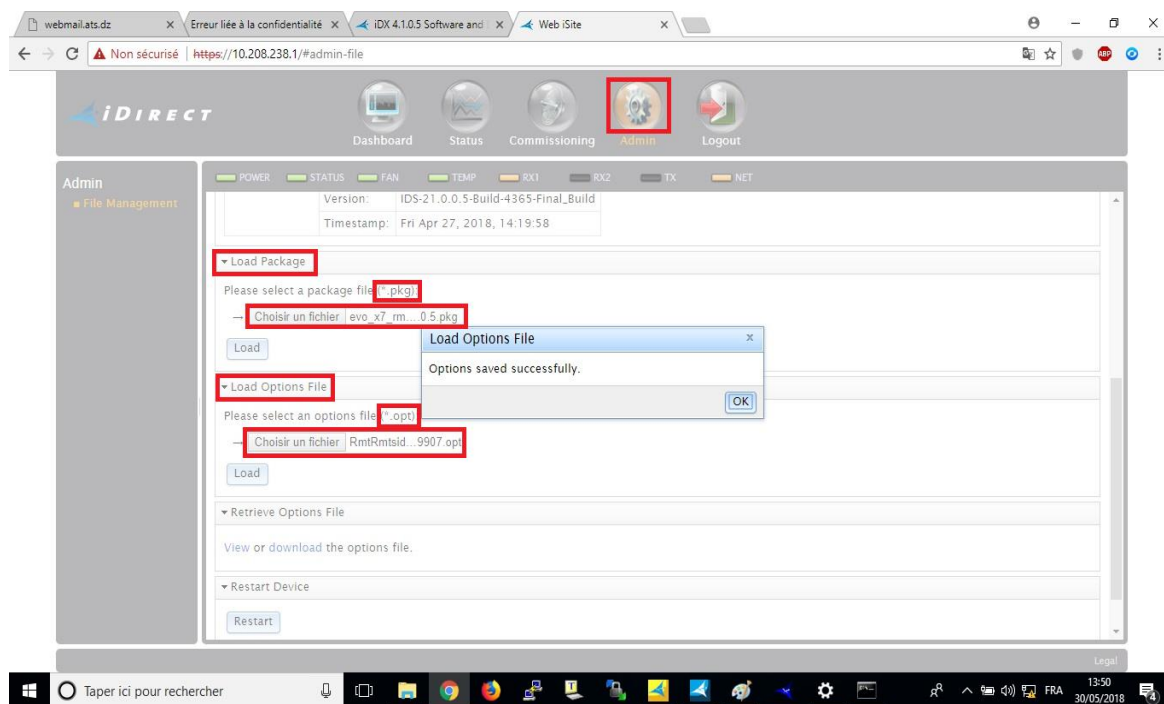 webmail.ats.dz
Erreur liée à la confidentialité
iDX 4.1.0.5 Software and
Web iSite
Non sécurisé | https://10.208.238.1/#admin-file
iDIRECT
Dashboard
Status
Commissioning
Admin
Logout
Admin
File Management
POWER STATUS FAN TEMP RX1 RX2 TX NET
Version: IDS-21.0.0.5-Build-4365-Final_Build
Timestamp: Fri Apr 27, 2018, 14:19:58
Load Package
Please select a package file (*.pkg):
→ Choisir un fichier evo_x7_rm....0.5.pkg
Load
Load Options File
Options saved successfully.
OK
Load Options File
Please select an options file (*.opt)
→ Choisir un fichier RmtRmtsid...9907.opt
Load
Retrieve Options File
View or download the options file.
Restart Device
Restart
Legal
Taper ici pour rechercher
FRA
13:50
30/05/2018
4